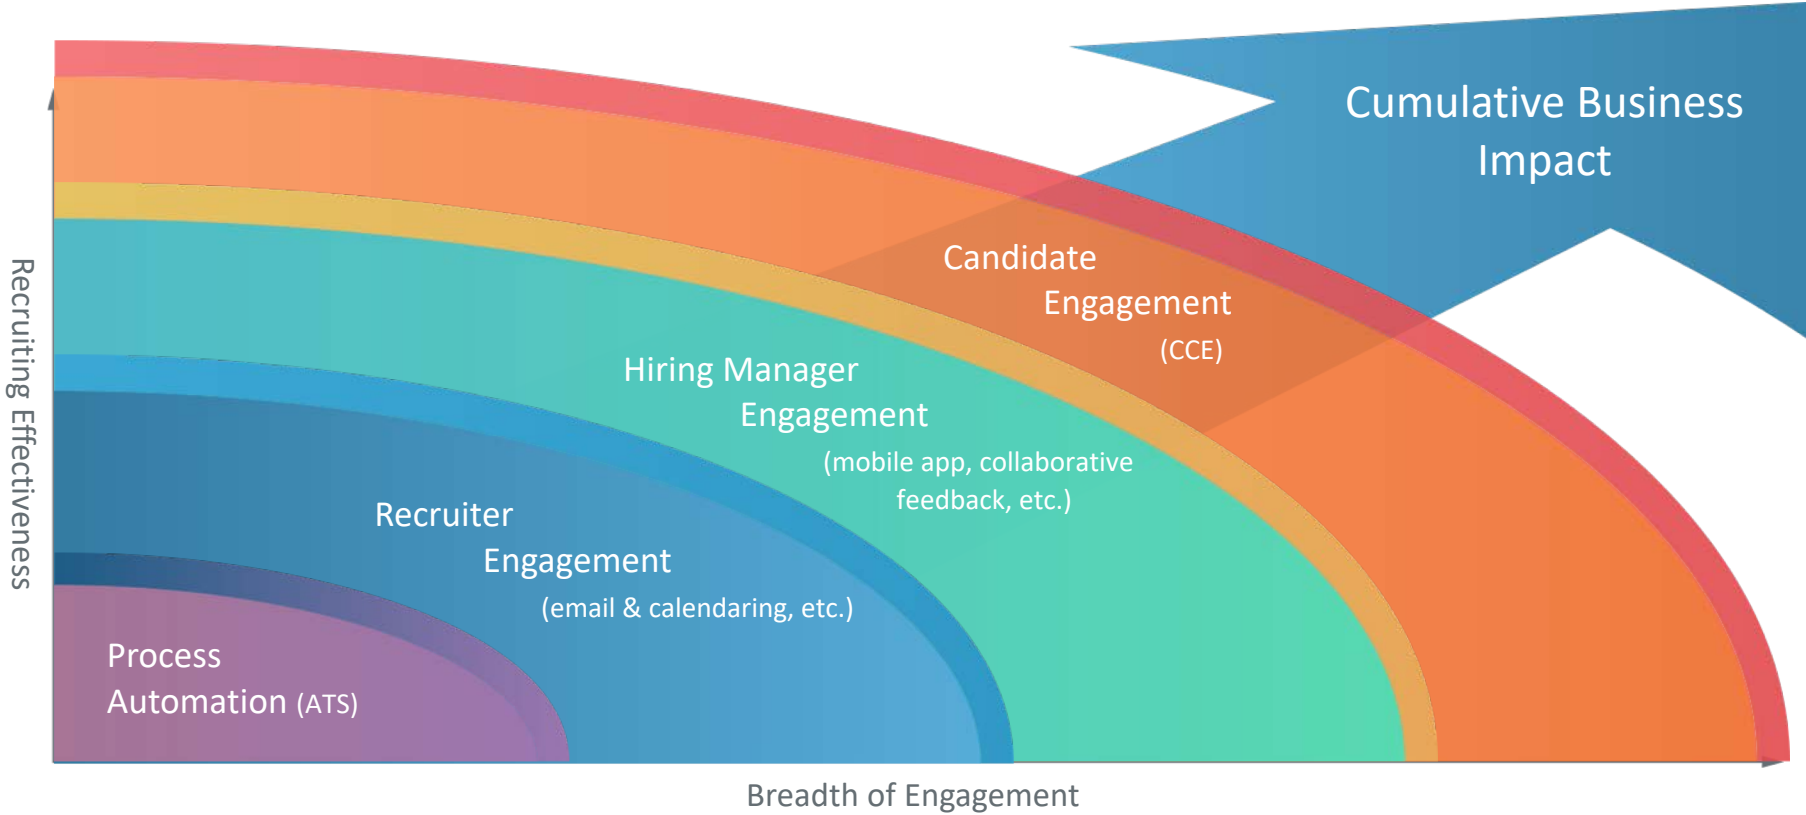 Cumulative Business
Impact
Candidate
Engagement
(CCE)
Hiring Manager
Engagement
(mobile app, collaborative
feedback, etc.)
Recruiter
Engagement
(email & calendaring, etc.)
Process
Automation (ATS)
Recruiting Effectiveness
Breadth of Engagement